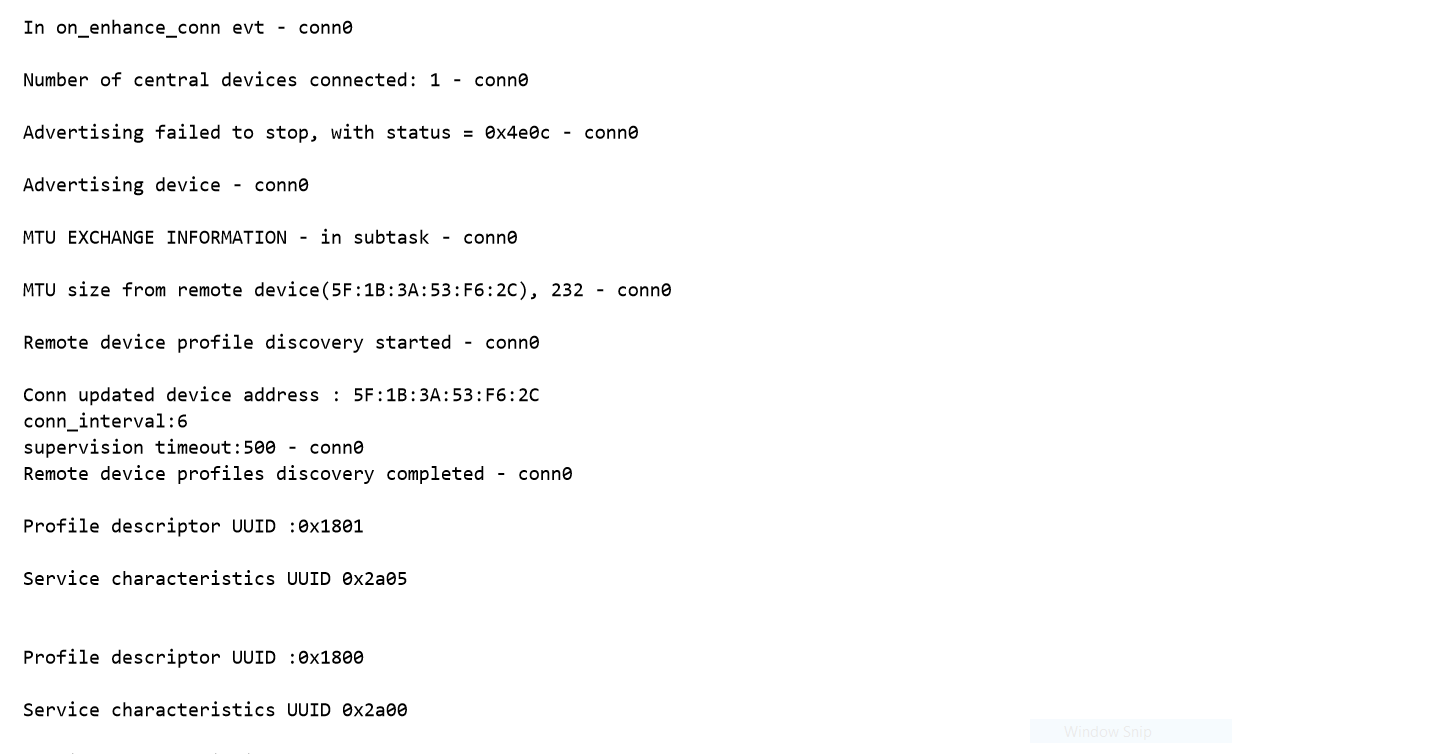 In on_enhance_conn evt - conn0
Number of central devices connected: 1 - conn0
Advertising failed to stop, with status = 0x4e0c - conn0
Advertising device - conn0
MTU EXCHANGE INFORMATION - in subtask - conn0
MTU size from remote device(5F:1B:3A:53:F6:2C), 232 - conn0
Remote device profile discovery started - conn0
Conn updated device address : 5F:1B:3A:53:F6:2C
conn_interval:6
supervision timeout:500 - conn0
Remote device profiles discovery completed - conn0
Profile descriptor UUID :0x1801
Service characteristics UUID 0x2a05
Profile descriptor UUID :0x1800
Service characteristics UUID 0x2a00
Window Snip